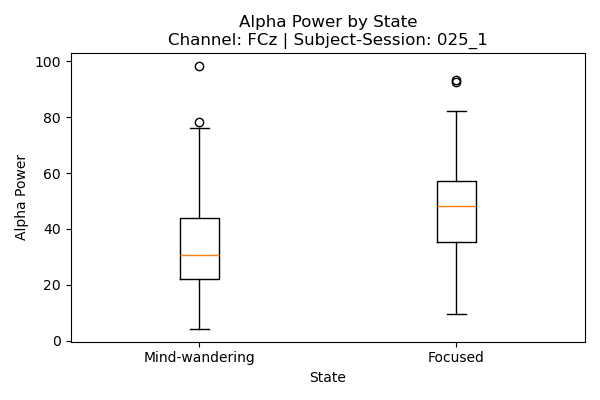 Alpha Power by State
Channel: FCz | Subject-Session: 025_1
100
80
60
40
20
0
Alpha Power
Mind-wandering
Focused
State